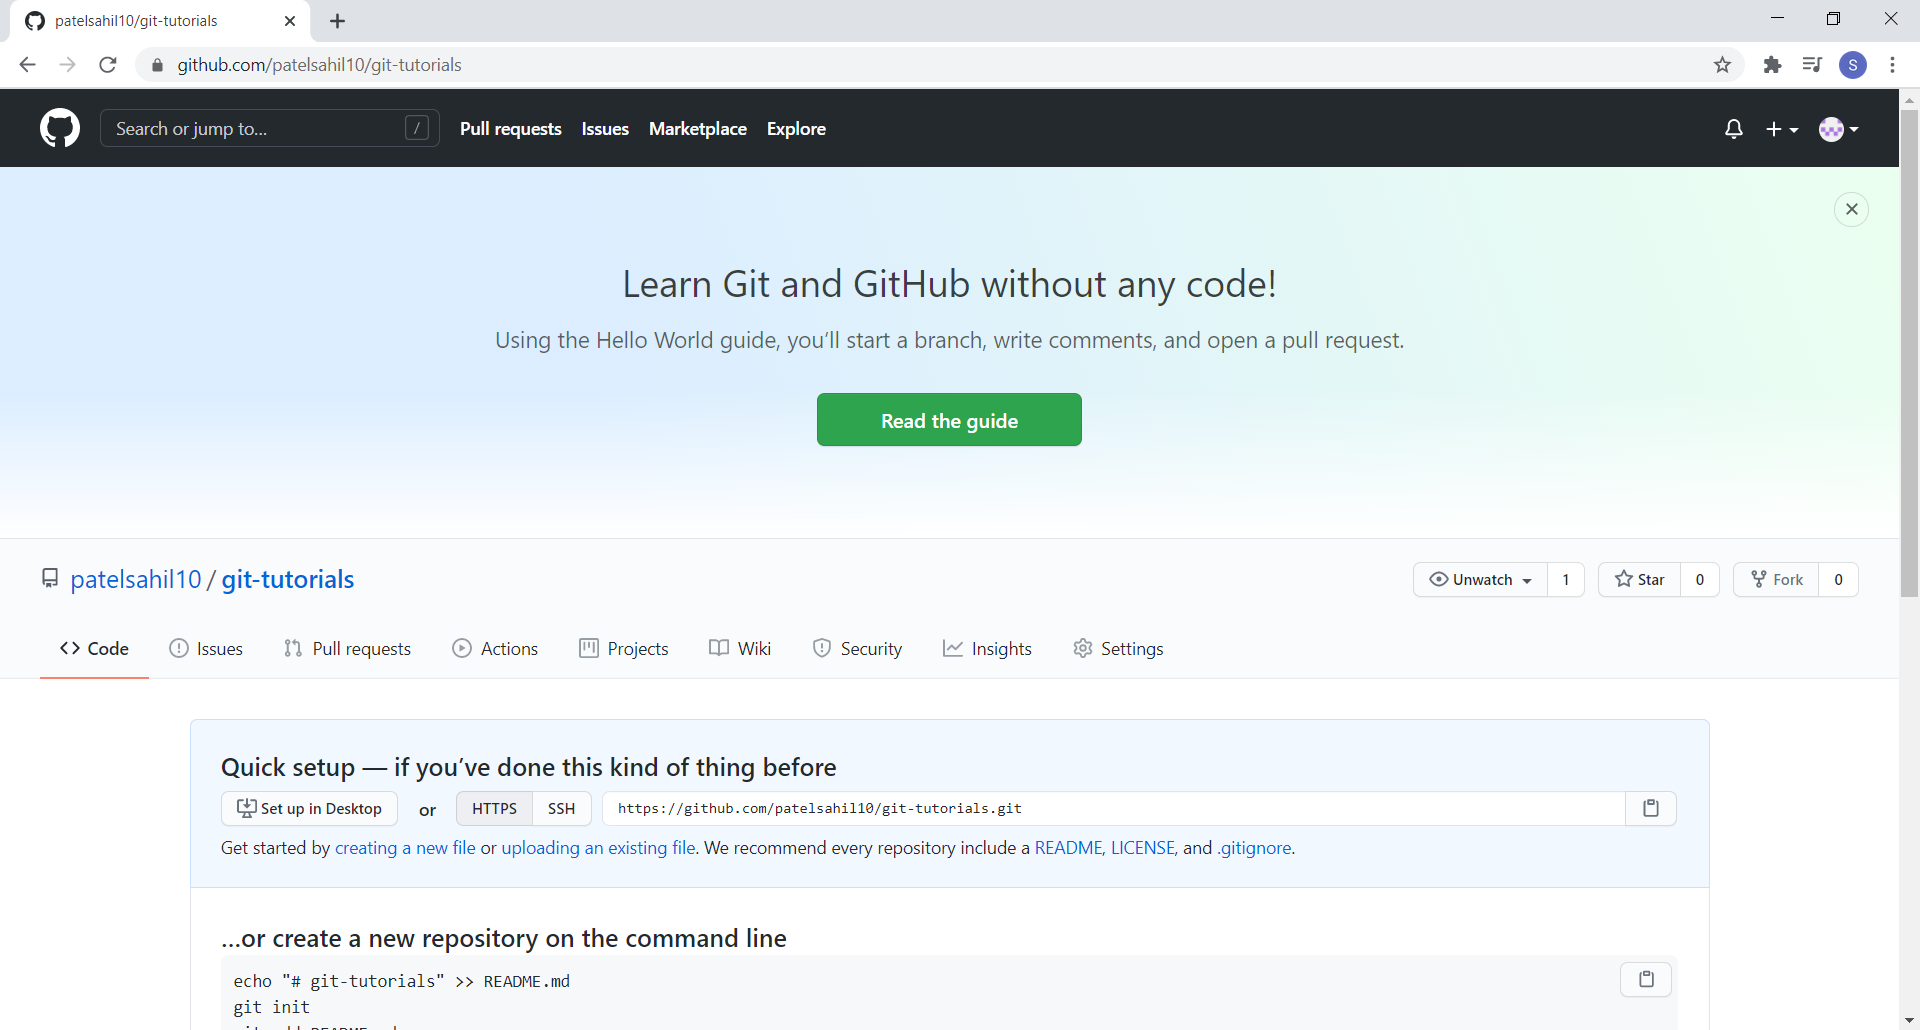 patelsahil10/git-tutorials
github.com/patelsahil10/git-tutorials
S
Search or jump to...
/
Pull requests
Issues
Marketplace
Explore
Learn Git and GitHub without any code!
Using the Hello World guide, you’ll start a branch, write comments, and open a pull request.
Read the guide
patelsahil10 / git-tutorials
Unwatch 1
Star 0
Fork 0
Code
Issues
Pull requests
Actions
Projects
Wiki
Security
Insights
Settings
Quick setup — if you’ve done this kind of thing before
Set up in Desktop
or
HTTPS
SSH
https://github.com/patelsahil10/git-tutorials.git
Get started by creating a new file or uploading an existing file. We recommend every repository include a README, LICENSE, and .gitignore.
…or create a new repository on the command line
echo "# git-tutorials" >> README.md
git init